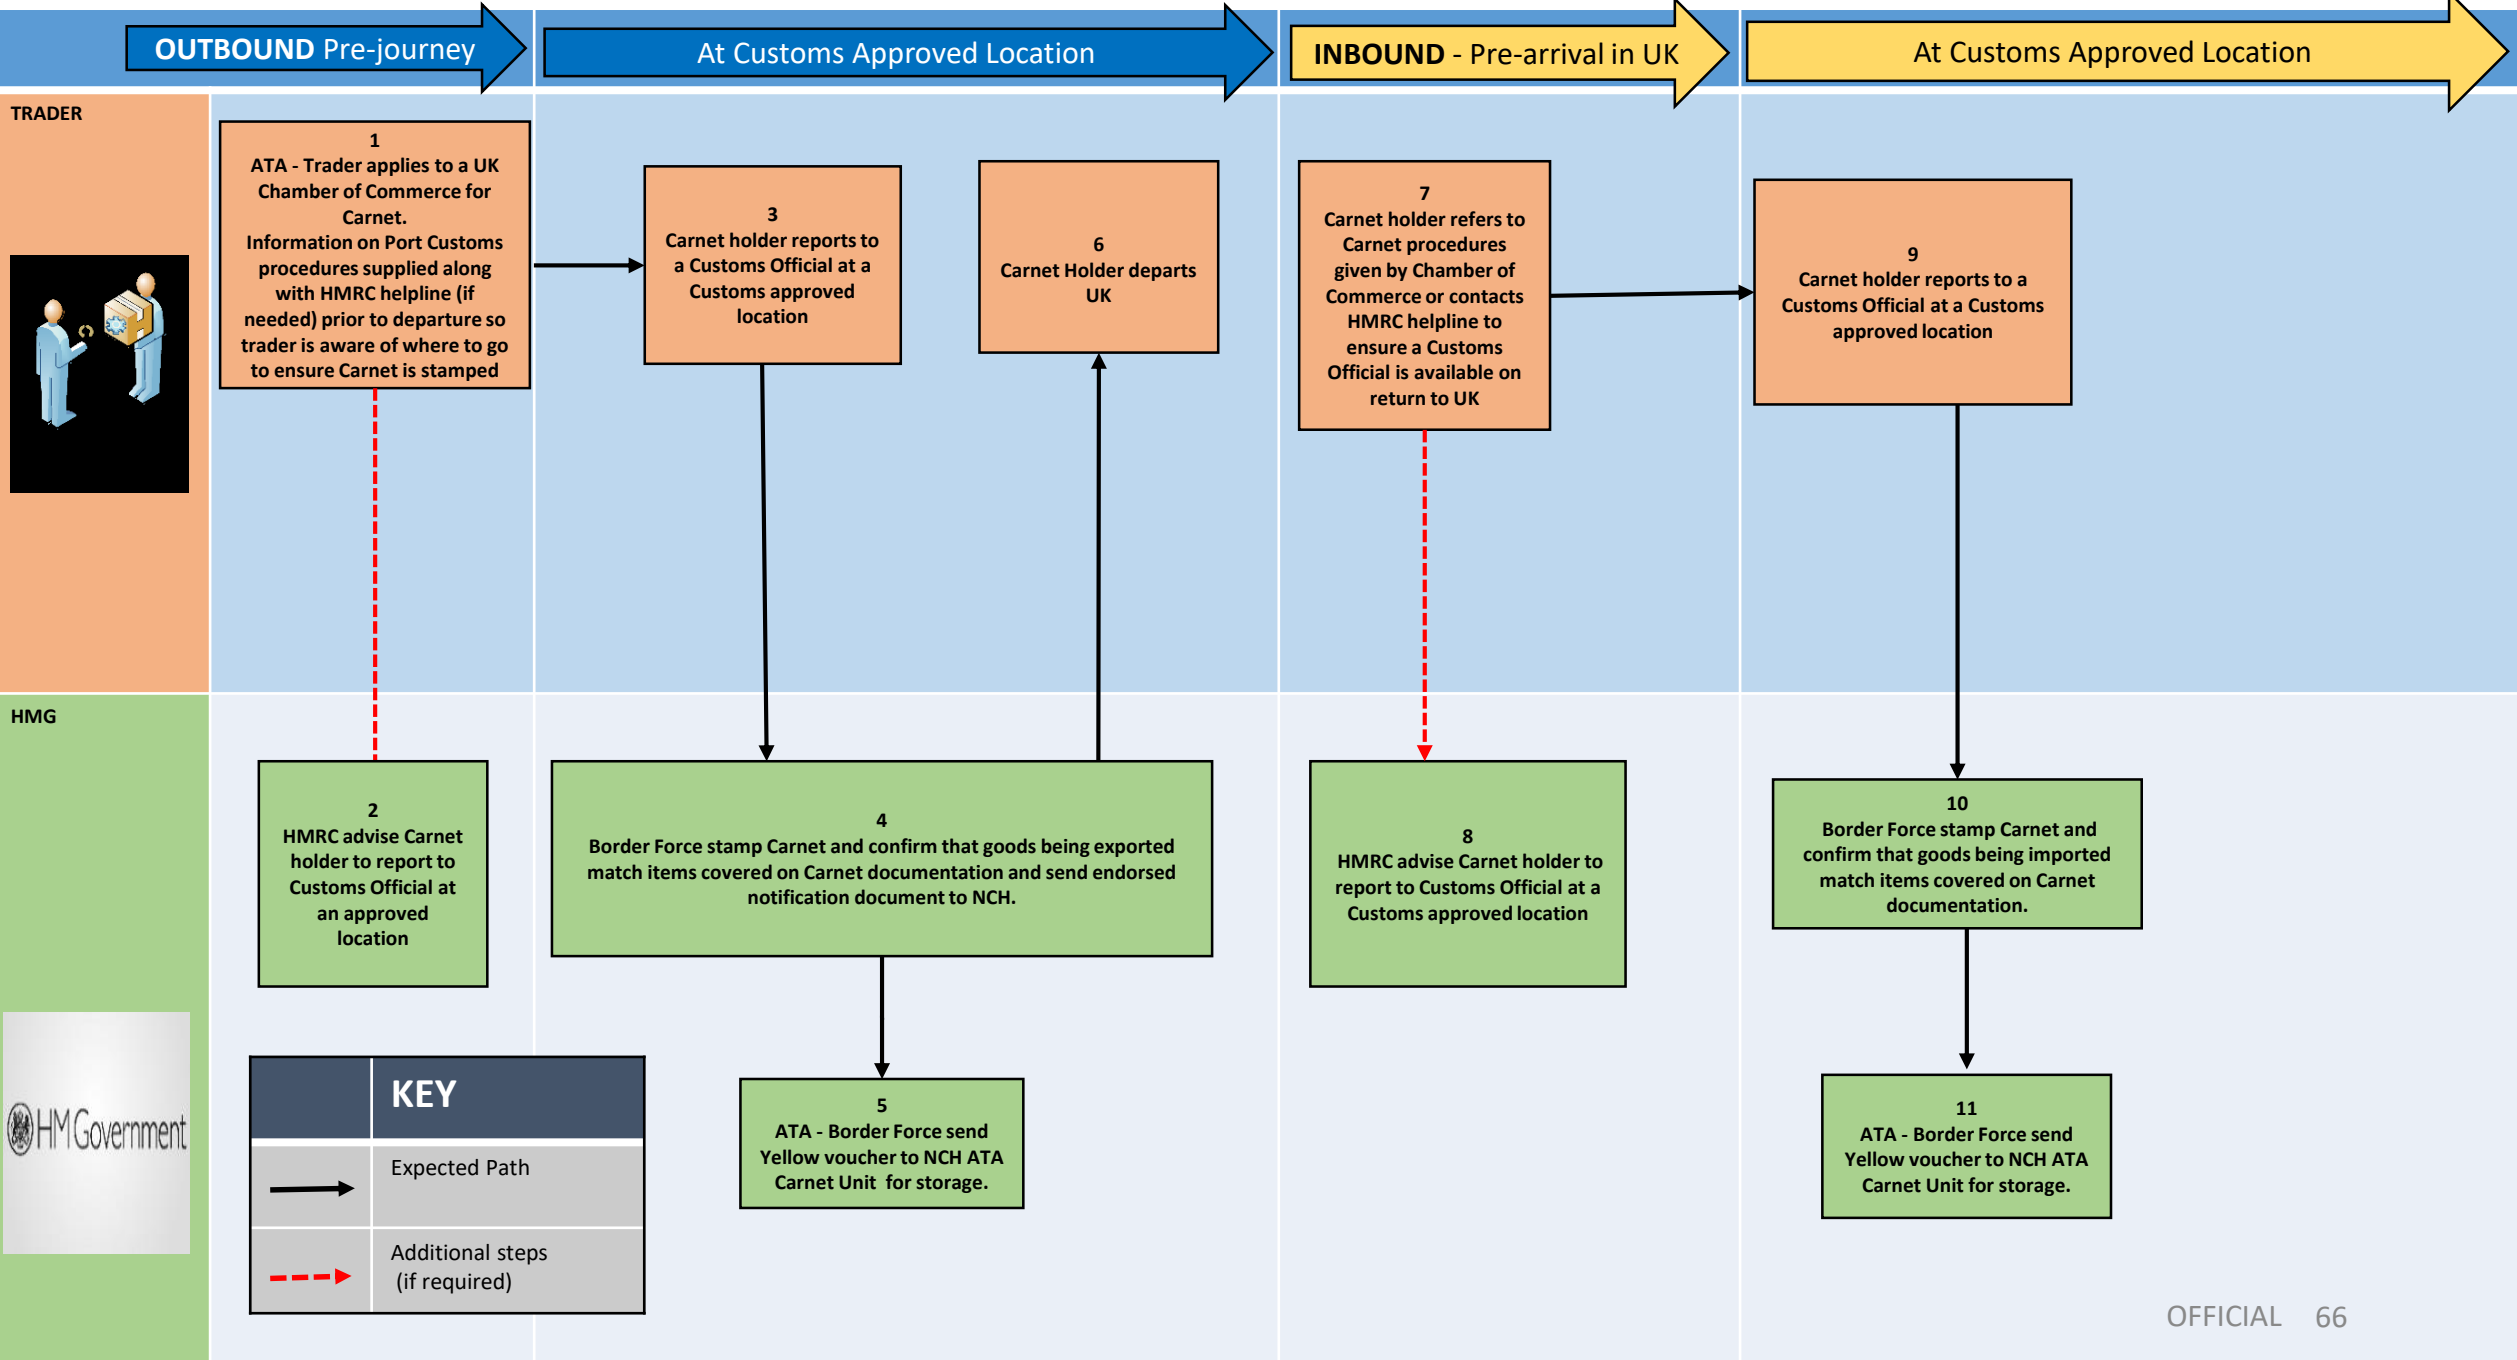 OUTBOUND Pre-journey
At Customs Approved Location
INBOUND - Pre-arrival in UK
At Customs Approved Location
TRADER
1
ATA - Trader applies to a UK
Chamber of Commerce for
Carnet.
Information on Port Customs
procedures supplied along
with HMRC helpline (if
needed) prior to departure so
trader is aware of where to go
to ensure Carnet is stamped
3
Carnet holder reports to
a Customs Official at a
Customs approved
location
6
Carnet Holder departs
UK
7
Carnet holder refers to
Carnet procedures
given by Chamber of
Commerce or contacts
HMRC helpline to
ensure a Customs
Official is available on
return to UK
9
Carnet holder reports to a
Customs Official at a Customs
approved location
HMG
2
HMRC advise Carnet
holder to report to
Customs Official at
an approved
location
4
Border Force stamp Carnet and confirm that goods being exported
match items covered on Carnet documentation and send endorsed
notification document to NCH.
8
HMRC advise Carnet holder to
report to Customs Official at a
Customs approved location
10
Border Force stamp Carnet and
confirm that goods being imported
match items covered on Carnet
documentation.
HM Government
5
ATA - Border Force send
Yellow voucher to NCH ATA
Carnet Unit for storage.
11
ATA - Border Force send
Yellow voucher to NCH ATA
Carnet Unit for storage.
KEY
Expected Path
Additional steps
(if required)
OFFICIAL 66